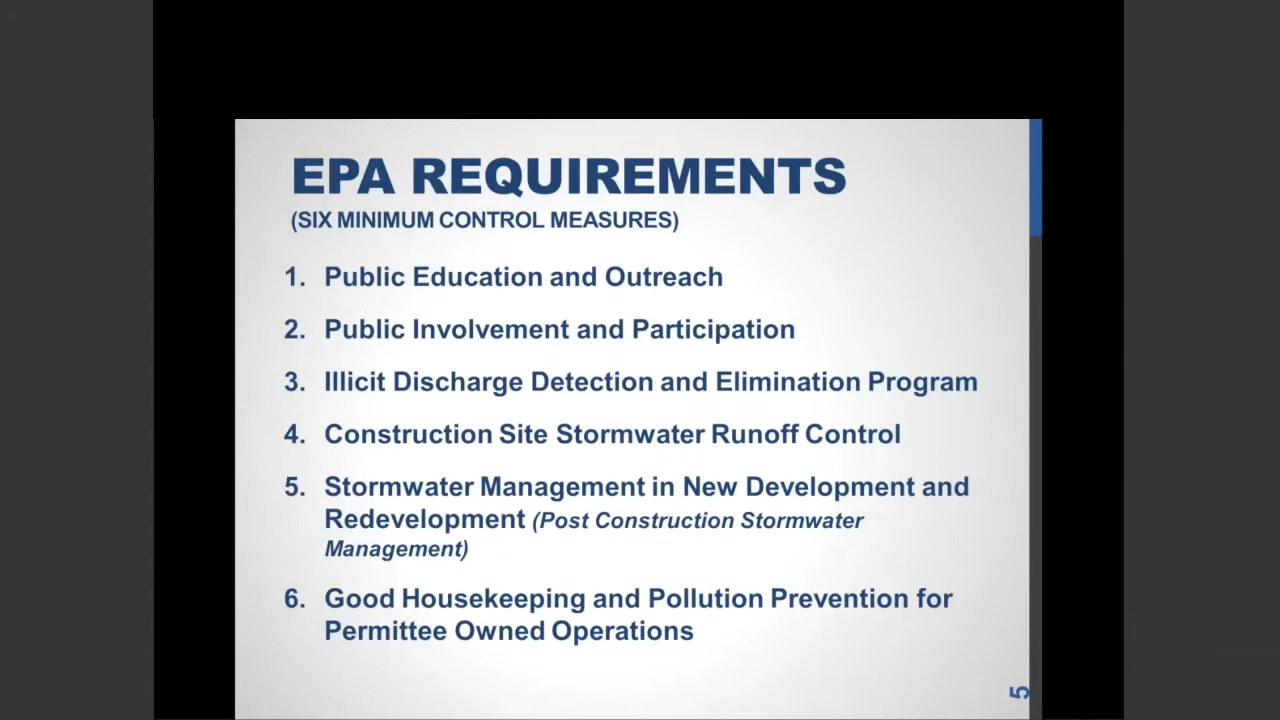 EPA REQUIREMENTS
(SIX MINIMUM CONTROL MEASURES)
1. Public Education and Outreach
2. Public Involvement and Participation
3. Illicit Discharge Detection and Elimination Program
4. Construction Site Stormwater Runoff Control
5. Stormwater Management in New Development and
Redevelopment (Post Construction Stormwater
Management)
6. Good Housekeeping and Pollution Prevention for
Permittee Owned Operations
5